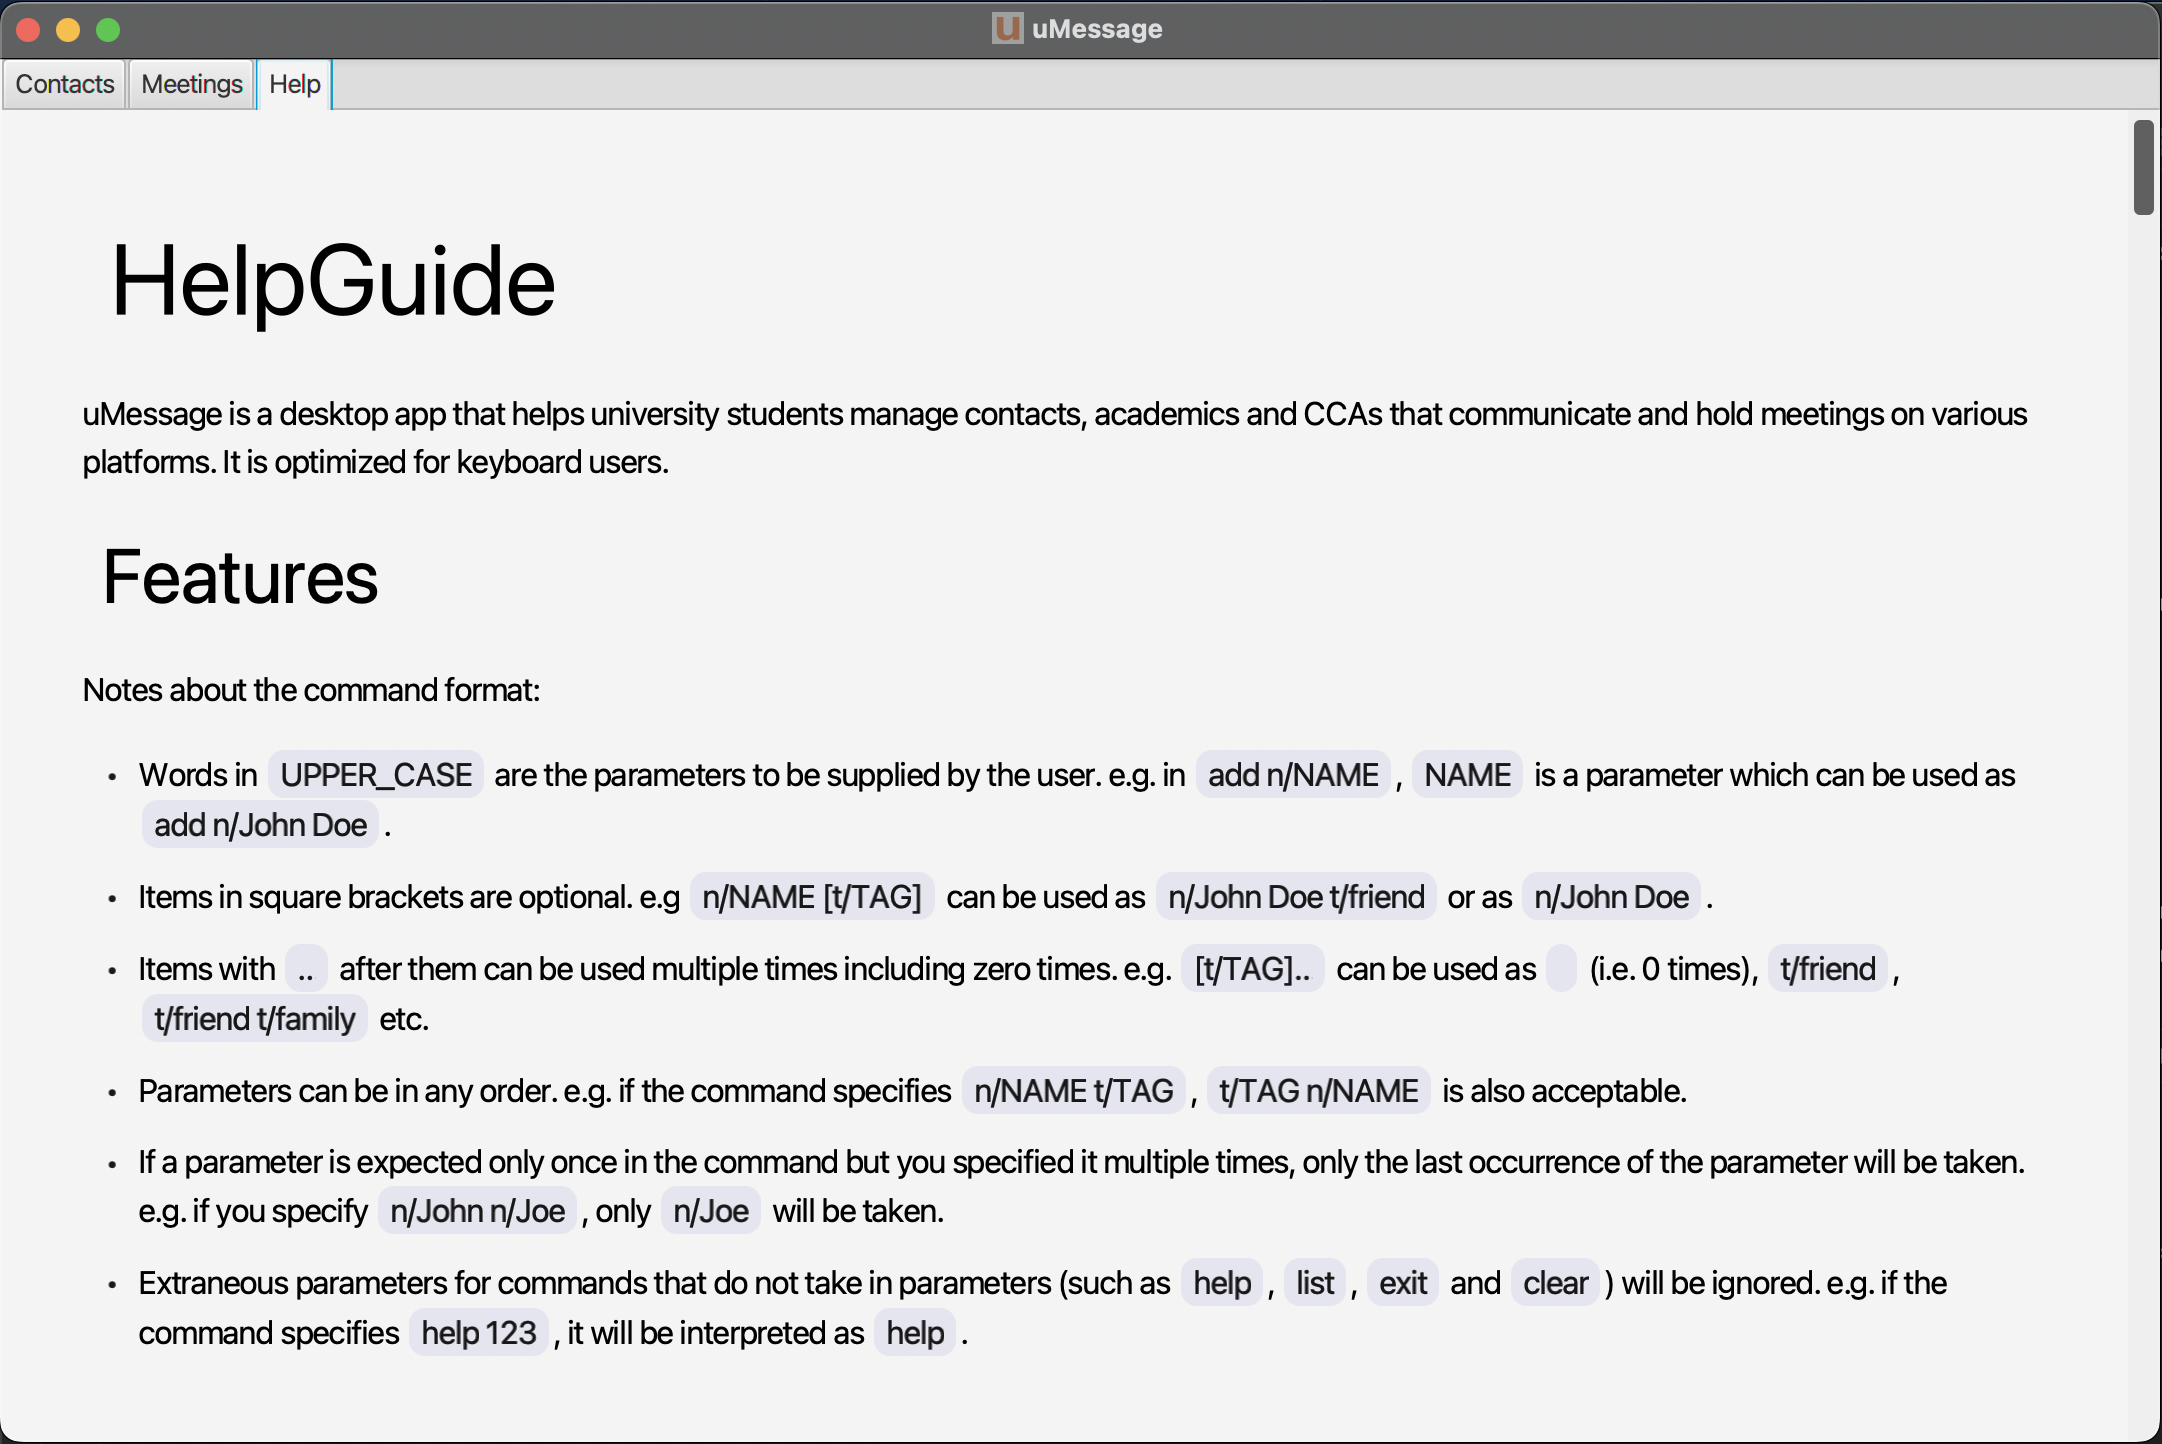 u uMessage
Contacts Meetings Help
HelpGuide
uMessage is a desktop app that helps university students manage contacts, academics and CCAs that communicate and hold meetings on various
platforms. It is optimized for keyboard users.
Features
Notes about the command format:
• Words in UPPER_CASE are the parameters to be supplied by the user. e.g. in add n/NAME , NAME is a parameter which can be used as
add n/John Doe .
• Items in square brackets are optional. e.g n/NAME [t/TAG] can be used as n/John Doe t/friend or as n/John Doe .
• Items with .. after them can be used multiple times including zero times. e.g. [t/TAG].. can be used as (i.e. 0 times), t/friend ,
t/friend t/family etc.
• Parameters can be in any order. e.g. if the command specifies n/NAME t/TAG , t/TAG n/NAME is also acceptable.
• If a parameter is expected only once in the command but you specified it multiple times, only the last occurrence of the parameter will be taken.
e.g. if you specify n/John n/Joe , only n/Joe will be taken.
• Extraneous parameters for commands that do not take in parameters (such as help , list , exit and clear ) will be ignored. e.g. if the
command specifies help 123 , it will be interpreted as help .